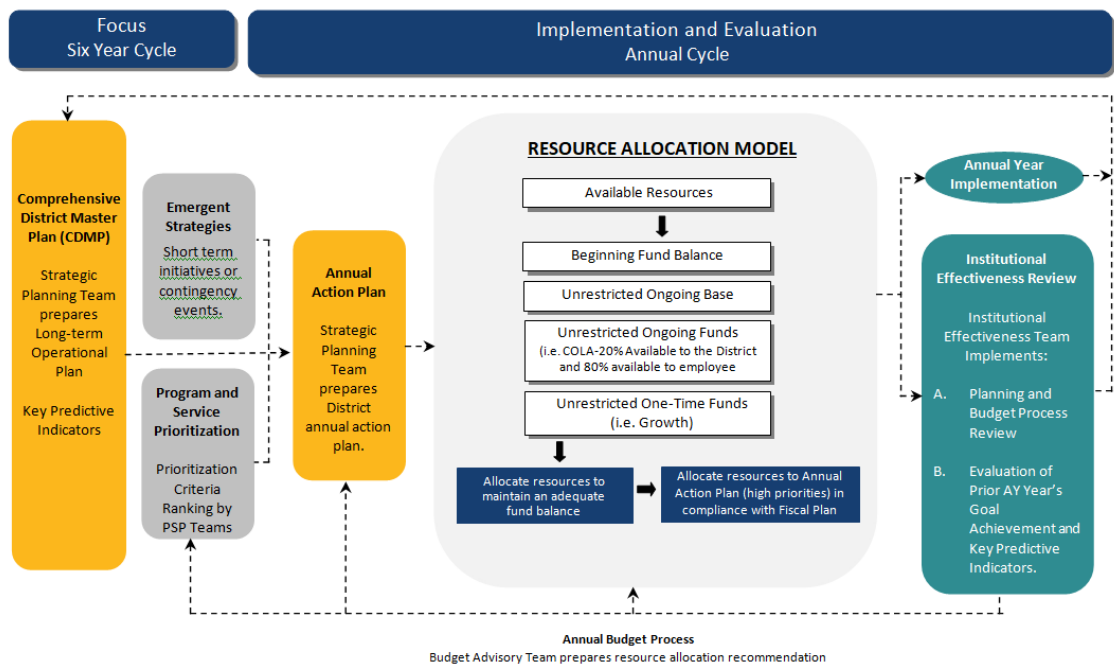 Focus
Six Year Cycle
Implementation and Evaluation
Annual Cycle
Comprehensive
District Master
Plan (CDMP)
Strategic
Planning Team
prepares
Long-term
Operational
Plan
Key Predictive
Indicators
Emergent
Strategies
Short term
initiatives or
contingency
events.
Program and
Service
Prioritization
Prioritization
Criteria
Ranking by
PSP Teams
Annual
Action Plan
Strategic
Planning
Team
prepares
District
annual action
plan.
RESOURCE ALLOCATION MODEL
Available Resources
Beginning Fund Balance
Unrestricted Ongoing Base
Unrestricted Ongoing Funds
(i.e. COLA-20% Available to the District
and 80% available to employee
Unrestricted One-Time Funds
(i.e. Growth)
Allocate resources to
maintain an adequate
fund balance
Allocate resources to Annual
Action Plan (high priorities) in
compliance with Fiscal Plan
Annual Year
Implementation
Institutional
Effectiveness Review
Institutional
Effectiveness Team
Implements:
A. Planning and
Budget Process
Review
B. Evaluation of
Prior AY Year's
Goal
Achievement and
Key Predictive
Indicators.
Annual Budget Process
Budget Advisory Team prepares resource allocation recommendation